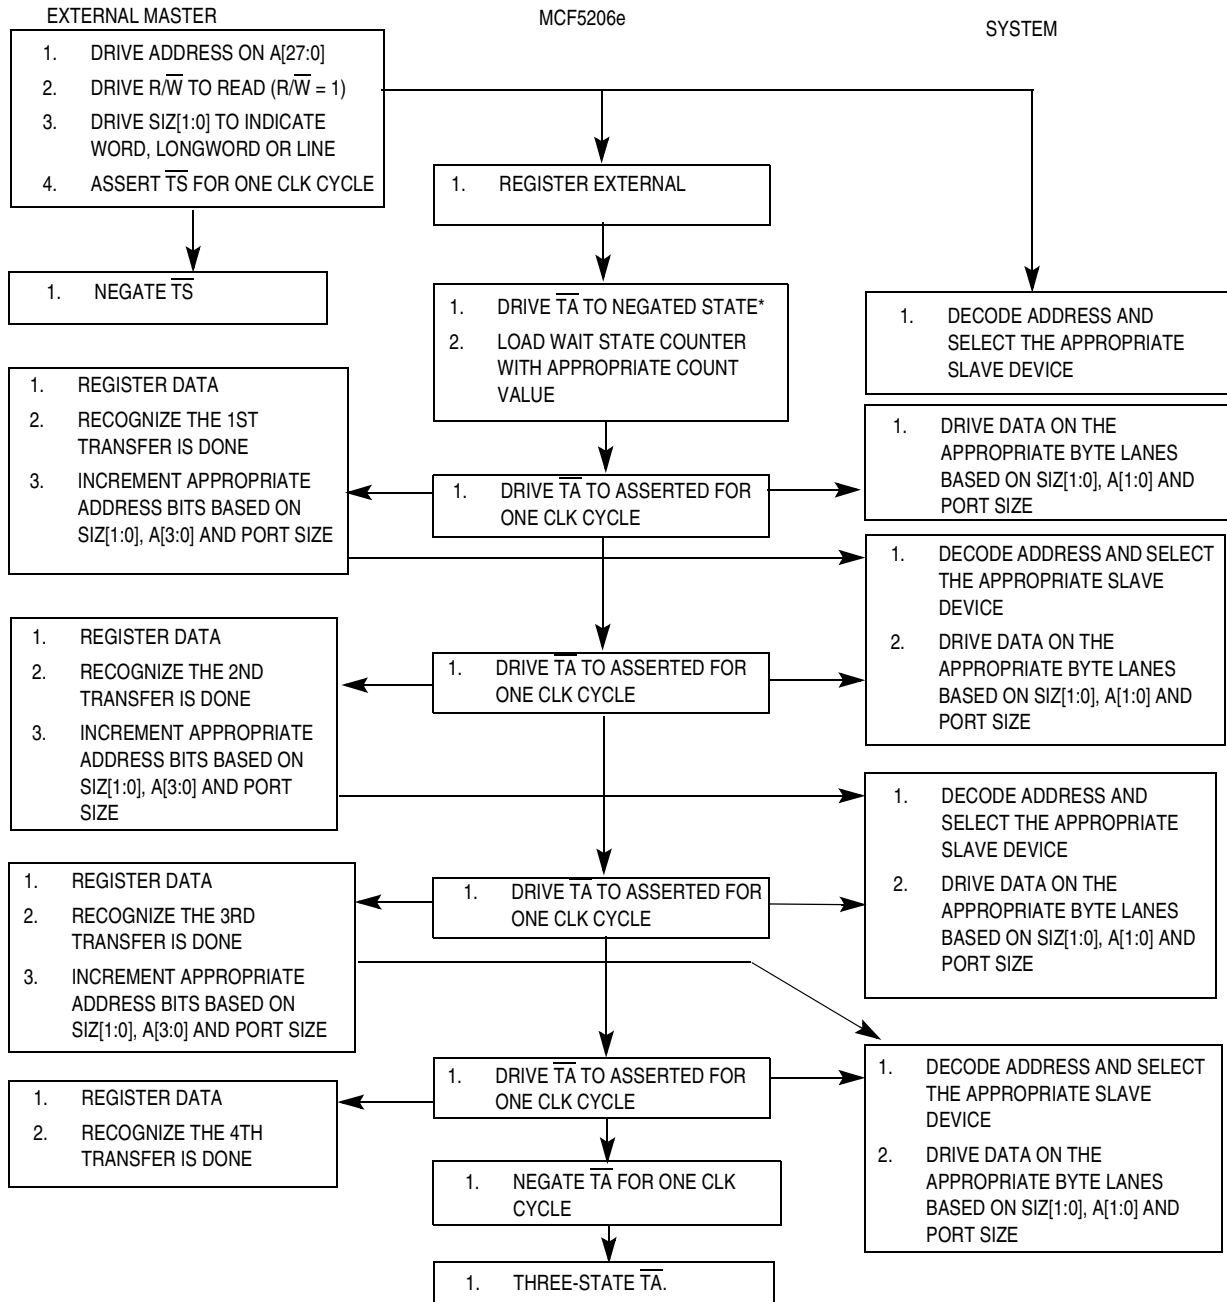 EXTERNAL MASTER
MCF5206e
SYSTEM
1. DRIVE ADDRESS ON A[27:0]
2. DRIVE R/W̅ TO READ (R/W̅ = 1)
3. DRIVE SIZ[1:0] TO INDICATE
WORD, LONGWORD OR LINE
4. ASSERT T̅S̅ FOR ONE CLK CYCLE
1. REGISTER EXTERNAL
1. NEGATE T̅S̅
1. DRIVE T̅A̅ TO NEGATED STATE*
2. LOAD WAIT STATE COUNTER
WITH APPROPRIATE COUNT
VALUE
1. DECODE ADDRESS AND
SELECT THE APPROPRIATE
SLAVE DEVICE
1. REGISTER DATA
2. RECOGNIZE THE 1ST
TRANSFER IS DONE
3. INCREMENT APPROPRIATE
ADDRESS BITS BASED ON
SIZ[1:0], A[3:0] AND PORT SIZE
1. DRIVE T̅A̅ TO ASSERTED FOR
ONE CLK CYCLE
1. DRIVE DATA ON THE
APPROPRIATE BYTE LANES
BASED ON SIZ[1:0], A[1:0] AND
PORT SIZE
1. DECODE ADDRESS AND SELECT
THE APPROPRIATE SLAVE
DEVICE
2. DRIVE DATA ON THE
APPROPRIATE BYTE LANES
BASED ON SIZ[1:0], A[1:0] AND
PORT SIZE
1. REGISTER DATA
2. RECOGNIZE THE 2ND
TRANSFER IS DONE
3. INCREMENT APPROPRIATE
ADDRESS BITS BASED ON
SIZ[1:0], A[3:0] AND PORT
SIZE
1. DRIVE T̅A̅ TO ASSERTED FOR
ONE CLK CYCLE
1. DECODE ADDRESS AND
SELECT THE APPROPRIATE
SLAVE DEVICE
2. DRIVE DATA ON THE
APPROPRIATE BYTE LANES
BASED ON SIZ[1:0], A[1:0] AND
PORT SIZE
1. REGISTER DATA
2. RECOGNIZE THE 3RD
TRANSFER IS DONE
3. INCREMENT APPROPRIATE
ADDRESS BITS BASED ON
SIZ[1:0], A[3:0] AND PORT SIZE
1. DRIVE T̅A̅ TO ASSERTED FOR
ONE CLK CYCLE
1. DRIVE T̅A̅ TO ASSERTED FOR
ONE CLK CYCLE
1. DECODE ADDRESS AND SELECT
THE APPROPRIATE SLAVE
DEVICE
2. DRIVE DATA ON THE
APPROPRIATE BYTE LANES
BASED ON SIZ[1:0], A[1:0] AND
PORT SIZE
1. REGISTER DATA
2. RECOGNIZE THE 4TH
TRANSFER IS DONE
1. NEGATE T̅A̅ FOR ONE CLK
CYCLE
1. THREE-STATE T̅A̅.